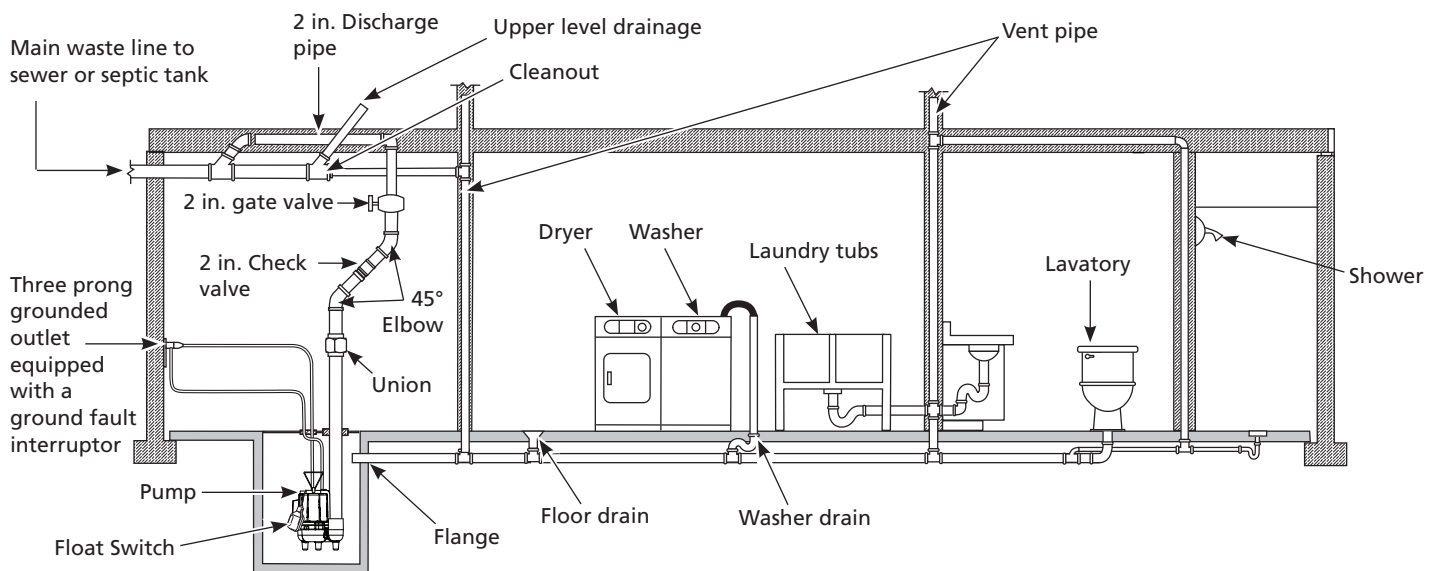 Main waste line to
sewer or septic tank
2 in. Discharge
pipe
Upper level drainage
Cleanout
Vent pipe
2 in. gate valve
2 in. Check
valve
45°
Elbow
Three prong
grounded
outlet
equipped
with a
ground fault
interruptor
Union
Dryer
Washer
Laundry tubs
Lavatory
Shower
Pump
Float Switch
Flange
Floor drain
Washer drain